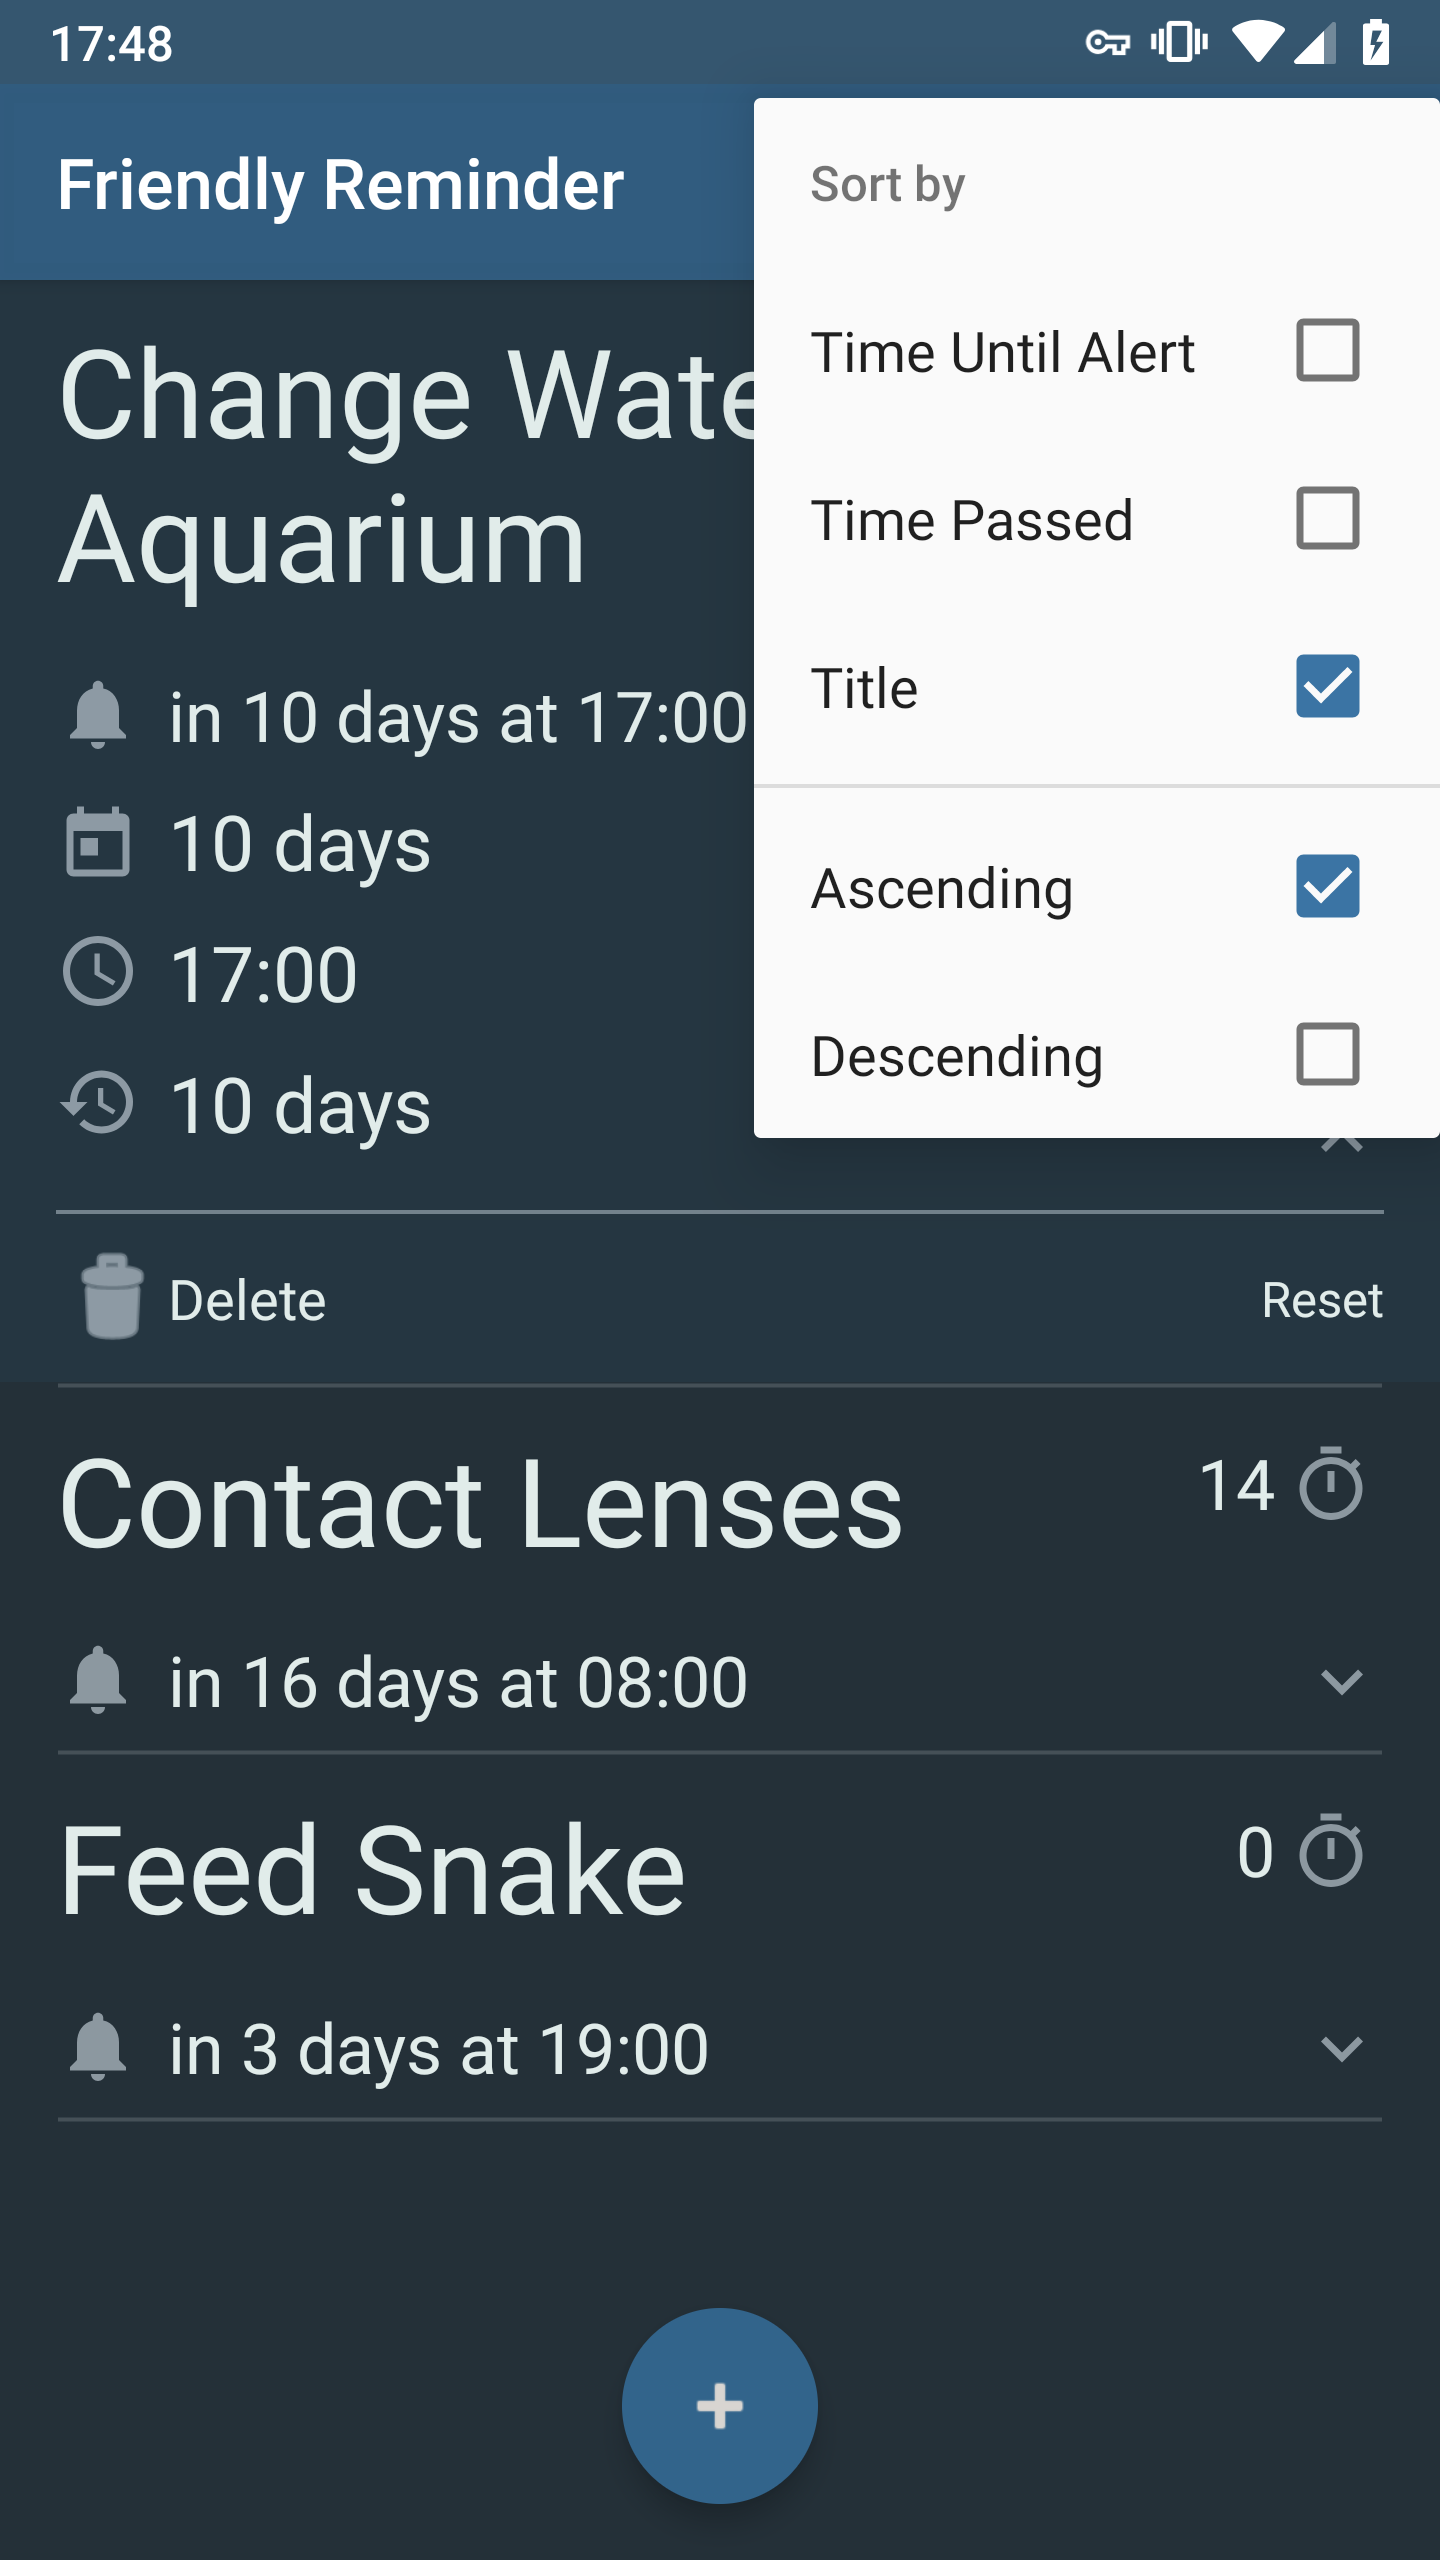 17:48
Friendly Reminder
Sort by
Time Until Alert
Time Passed
Title
Ascending
Descending
Change Wate
Aquarium
in 10 days at 17:00
10 days
17:00
10 days
Delete
Reset
Contact Lenses
14
in 16 days at 08:00
Feed Snake
0
in 3 days at 19:00